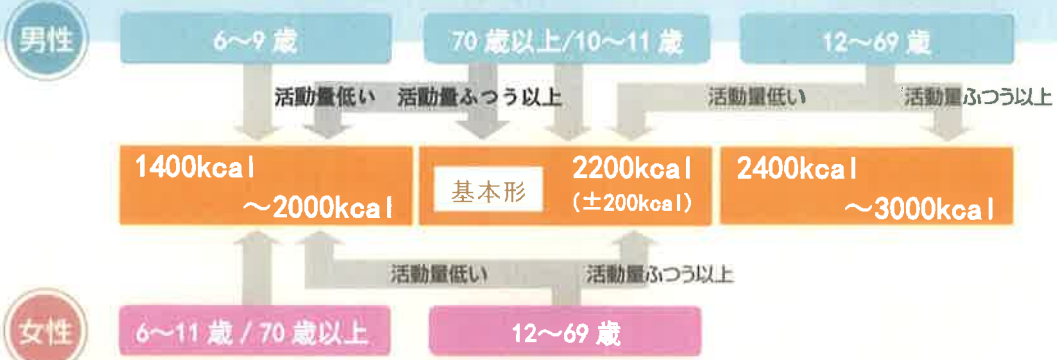 男性
6～9 歳
70 歳以上/10～11 歳
12～69 歳
活動量低い
活動量ふつう以上
活動量低い
活動量ふつう以上
1400kcal
～2000kcal
基本形
2200kcal
(±200kcal)
2400kcal
～3000kcal
活動量低い
活動量ふつう以上
女性
6～11 歳 / 70 歳以上
12～69 歳